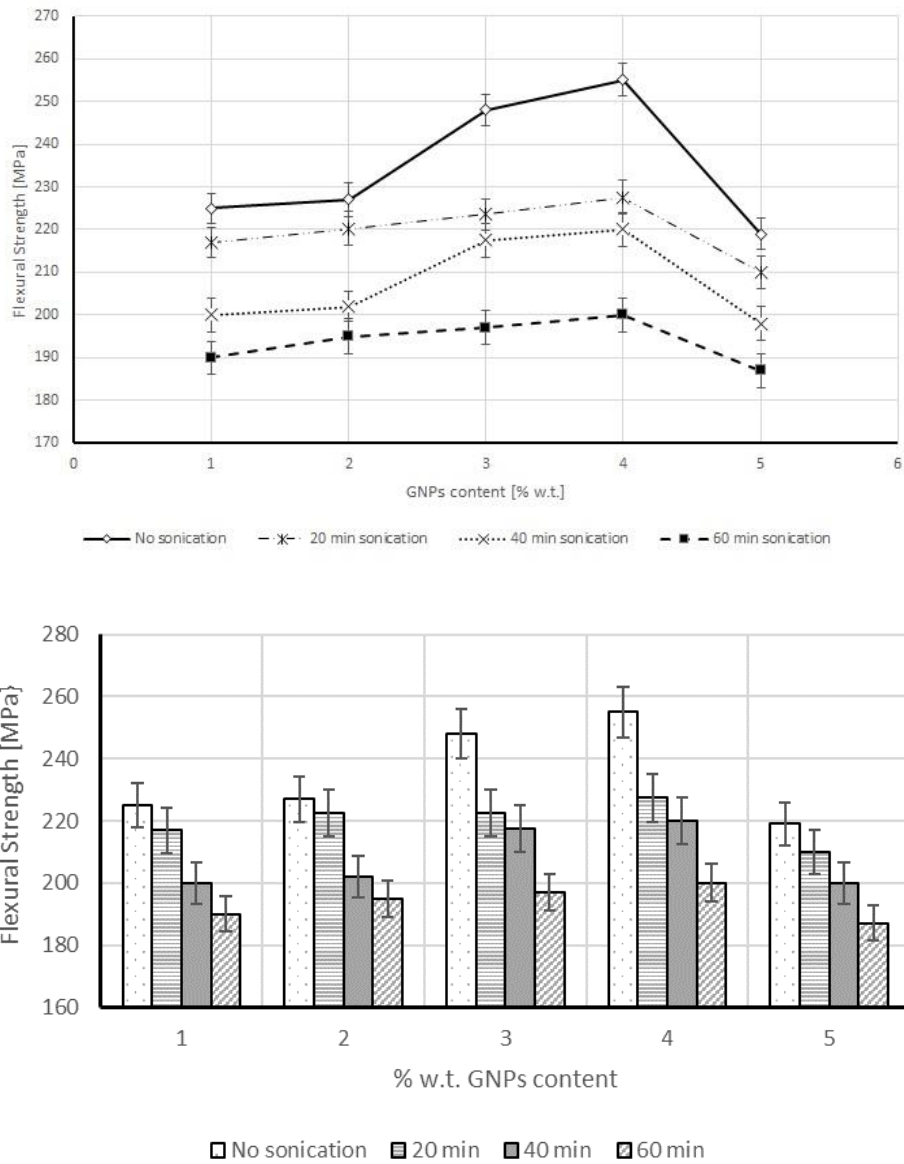 270
260
250
240
230
220
210
200
190
180
170
Flexural Strength [MPa]
0 1 2 3 4 5 6
GNPs content [% w.t.]
No sonication 20 min sonication 40 min sonication 60 min sonication
280
260
240
220
200
180
160
Flexural Strength [MPa}
1 2 3 4 5
% w.t. GNPs content
No sonication 20 min 40 min 60 min